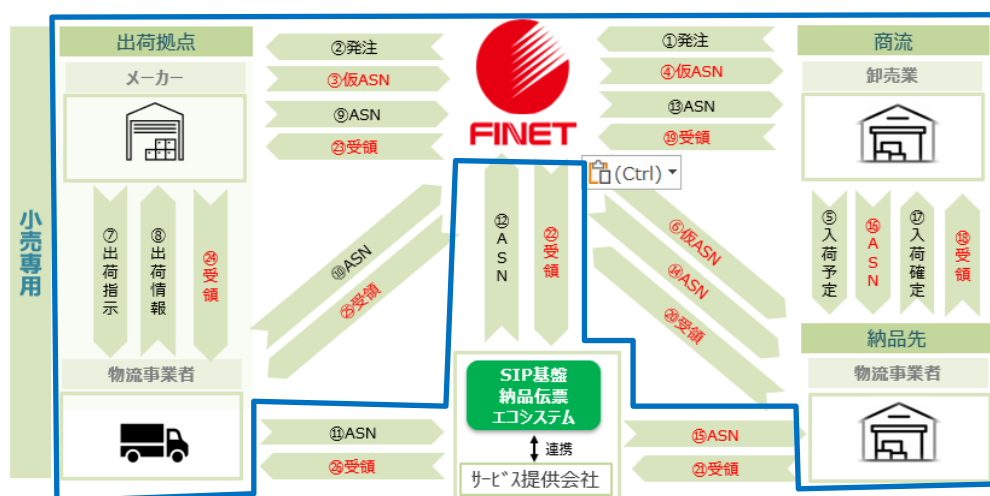 小売専用
出荷拠点
メーカー
②発注
③仮ASN
⑨ASN
㉓受領
FINET
①発注
④仮ASN
⑬ASN
⑲受領
商流
卸売業
(Ctrl)
⑦出荷指示
⑧出荷情報
㉔受領
⑩ASN
㉕受領
⑫ASN
㉒受領
⑥仮ASN
⑭ASN
⑳受領
⑤入荷予定
⑯ASN
⑰入荷確定
⑱受領
物流事業者
納品先
物流事業者
SIP基盤
納品伝票
エコシステム
連携
サービス提供会社
⑪ASN
㉖受領
⑮ASN
㉑受領